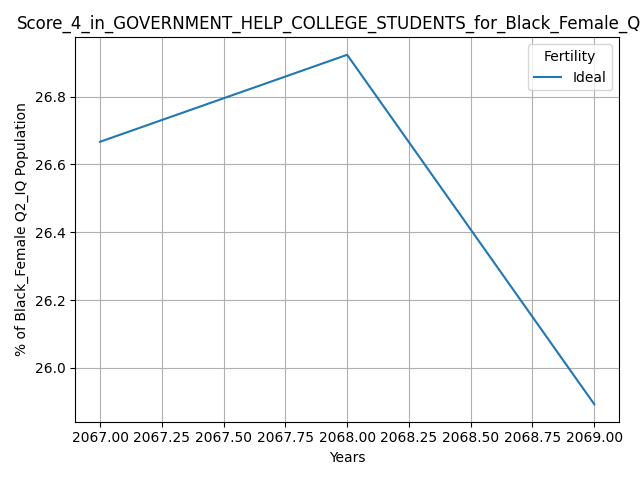 Score_4_in_GOVERNMENT_HELP_COLLEGE_STUDENTS_for_Black_Female_Q
Fertility
Ideal
% of Black_Female Q2_IQ Population
26.8
26.6
26.4
26.2
26.0
2067.00 2067.25 2067.50 2067.75 2068.00 2068.25 2068.50 2068.75 2069.00
Years